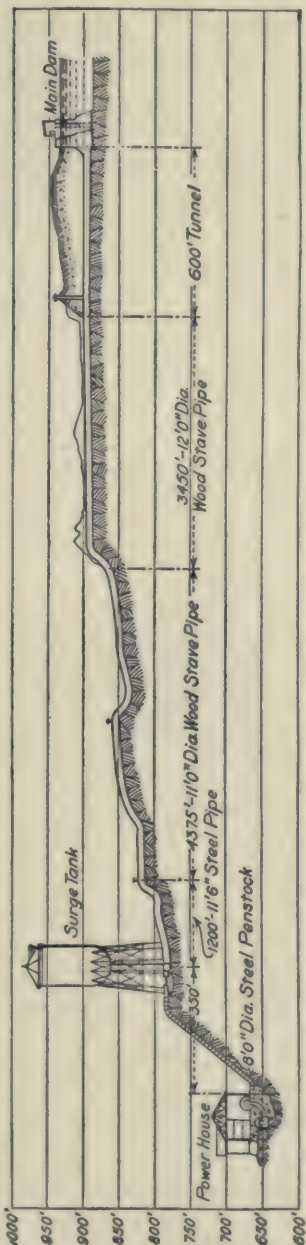 Main Dam
Surge Tank
1000'
950'
900'
850'
800'
750'
700'
650'
600'
Power House
330'
1200'-11'6" Steel Pipe
4375'-11'0" Dia. Wood Stave Pipe
3450'-12'0" Dia.
Wood Stave Pipe
600' Tunnel
8'0" Dia. Steel Penstock